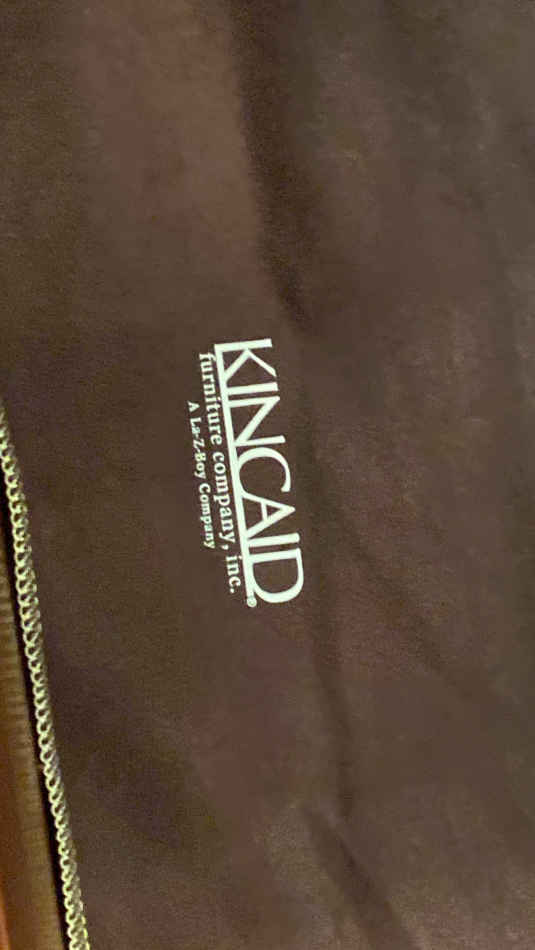 KINCAID®
furniture company, inc.
A La-Z-Boy Company